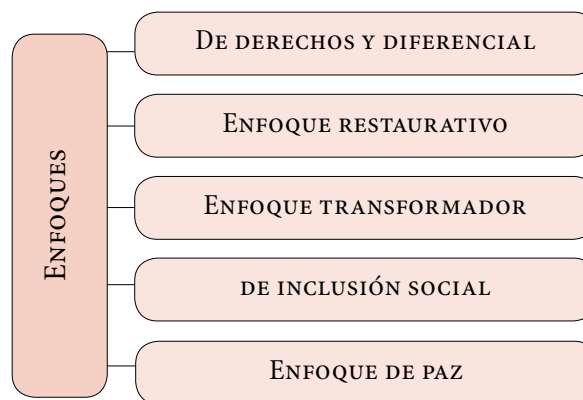 ENFOQUES
DE DERECHOS Y DIFERENCIAL
ENFOQUE RESTAURATIVO
ENFOQUE TRANSFORMADOR
DE INCLUSIÓN SOCIAL
ENFOQUE DE PAZ